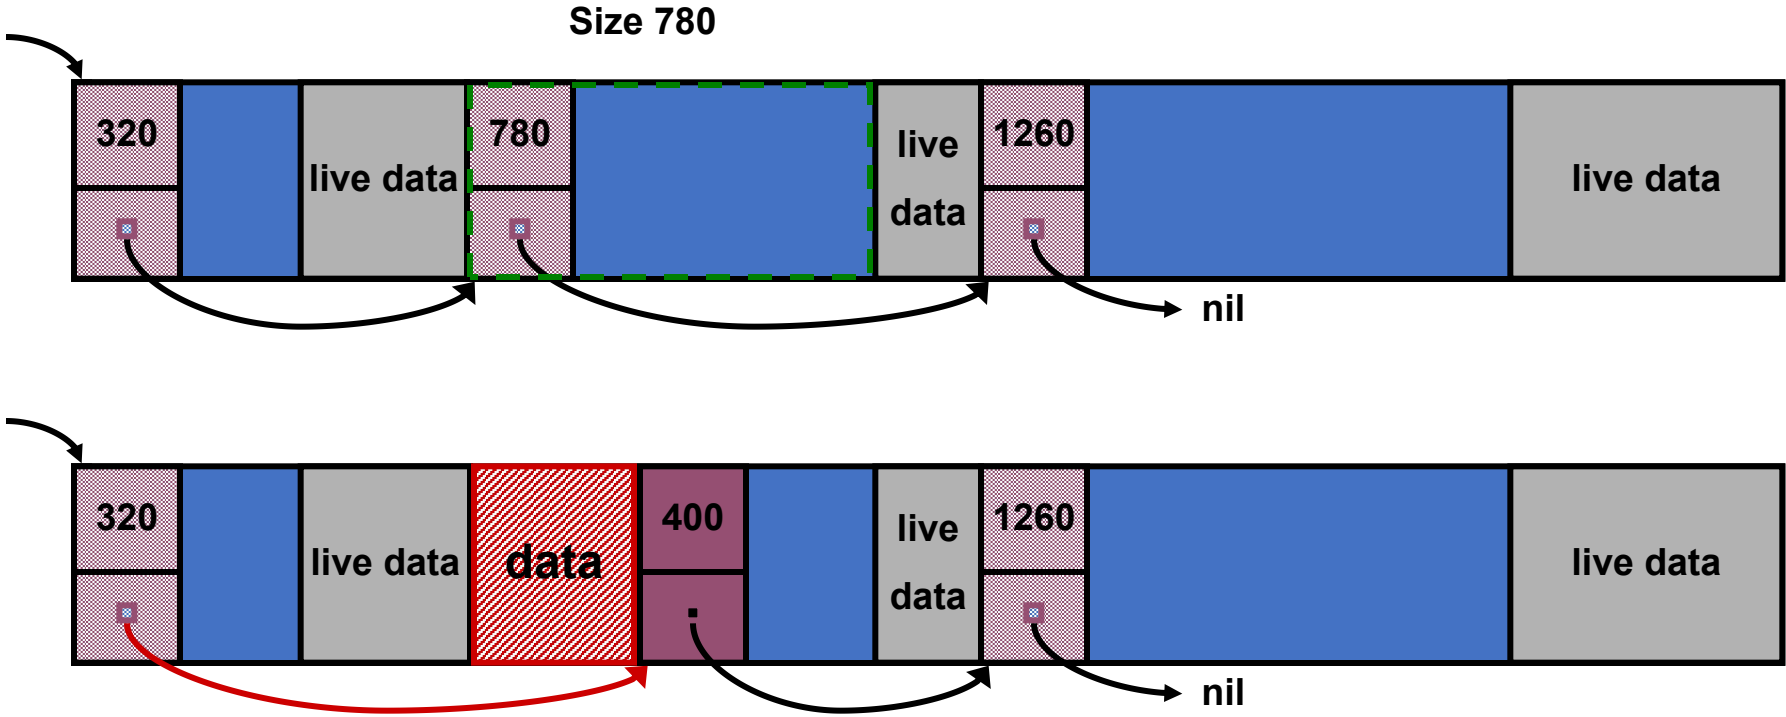 Size 780
320
live data
780
live
data
1260
live data
nil
320
live data
data
400
live
data
1260
live data
nil